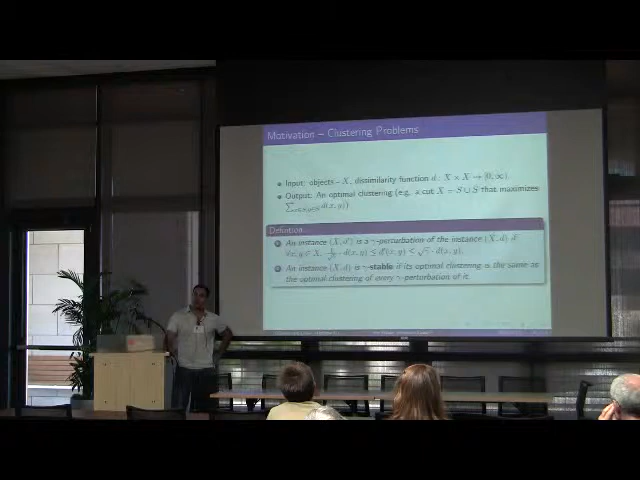 Motivation – Clustering Problems
Input: objects - X, dissimilarity function d : X × X → [0, ∞)
Output: An optimal clustering (e.g. a cut X = S ∪ S̄ that maximizes
d(x, y))
Definition
An instance (X, d') is a γ-perturbation of the instance (X, d) if
∀x, y ∈ X, 1/√γ · d(x, y) ≤ d'(x, y) ≤ √γ · d(x, y).
An instance (X, d) is γ-stable if its optimal clustering is the same as
the optimal clustering of every γ-perturbation of it.